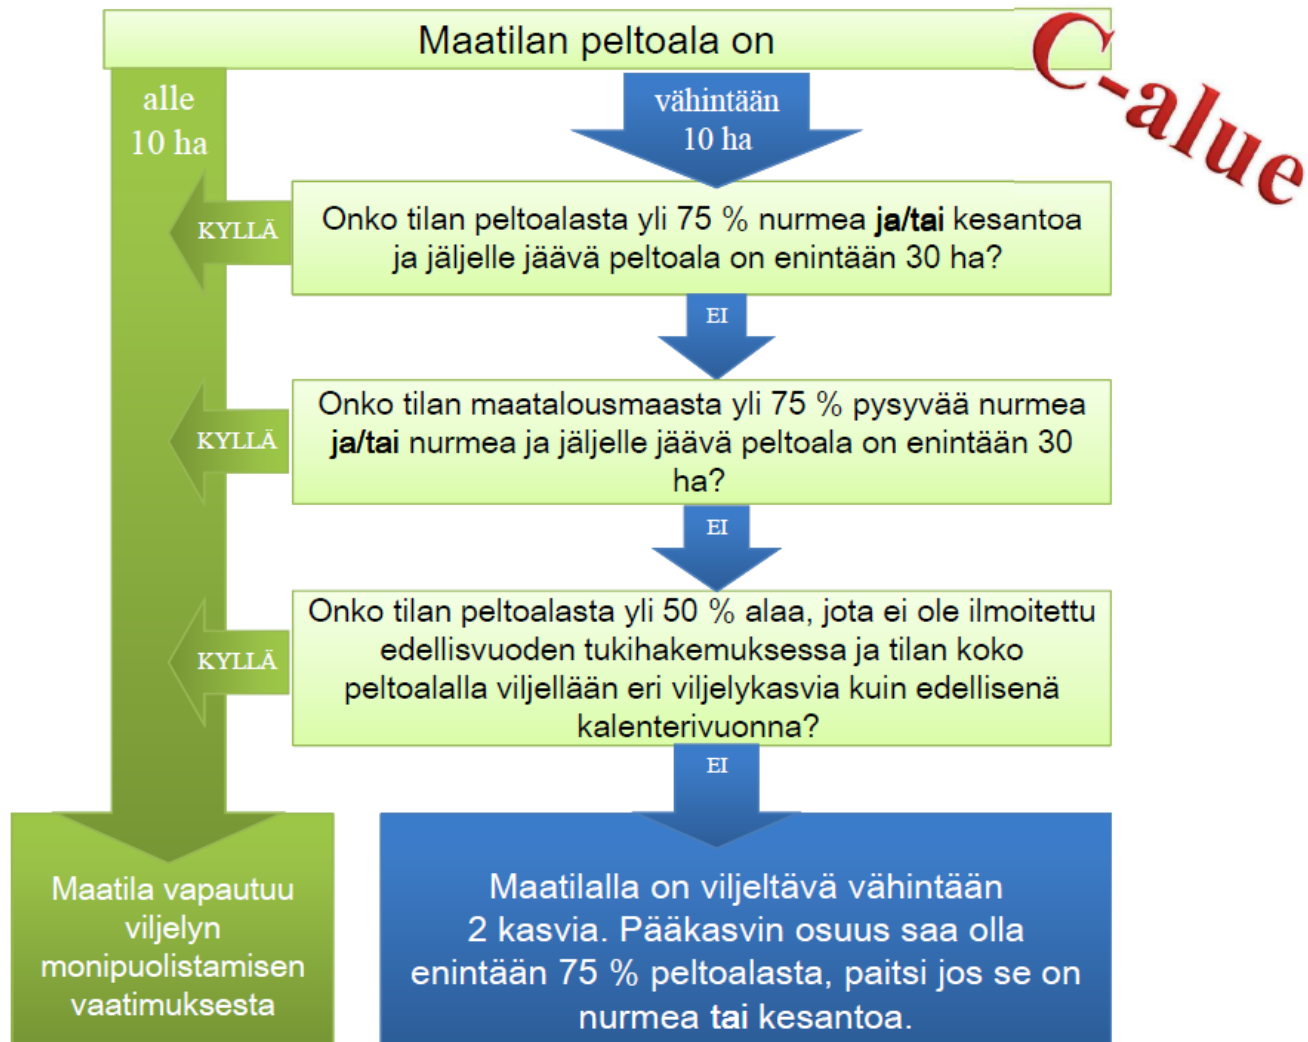 Maatilan peltoala on
C-alue
alle
10 ha
vähintään
10 ha
KYLLÄ
Onko tilan peltoalasta yli 75 % nurmea ja/tai kesantoa
ja jäljelle jäävä peltoala on enintään 30 ha?
EI
KYLLÄ
Onko tilan maatalousmaasta yli 75 % pysyvää nurmea
ja/tai nurmea ja jäljelle jäävä peltoala on enintään 30
ha?
EI
KYLLÄ
Onko tilan peltoalasta yli 50 % alaa, jota ei ole ilmoitettu
edellisvuoden tukihakemuksessa ja tilan koko
peltoalalla viljellään eri viljelykasvia kuin edellisenä
kalenterivuonna?
EI
Maatila vapautuu
viljelyn
monipuolistamisen
vaatimuksesta
Maatilalla on viljeltävä vähintään
2 kasvia. Pääkasvin osuus saa olla
enintään 75 % peltoalasta, paitsi jos se on
nurmea tai kesantoa.